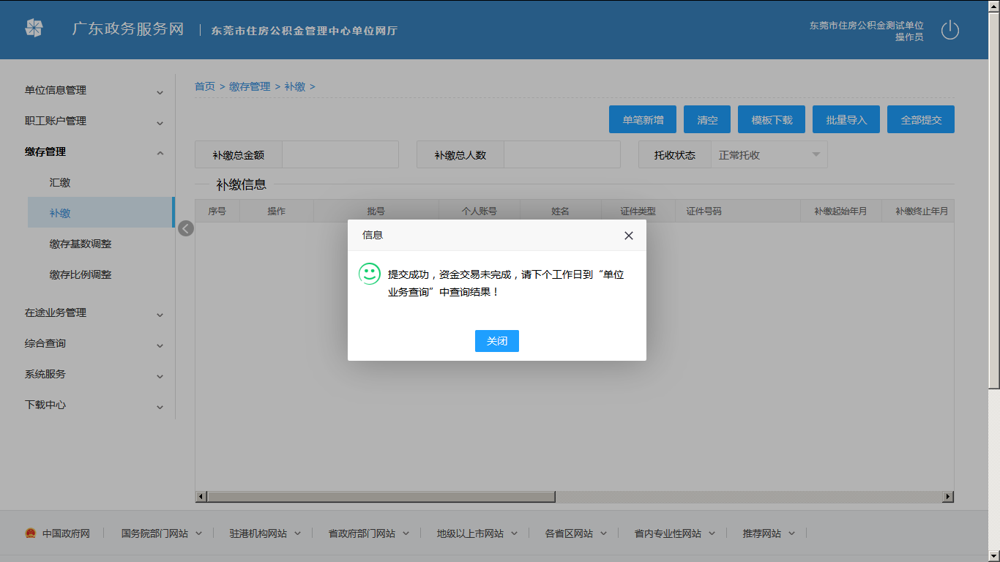 广东政务服务网 | 东莞市住房公积金管理中心单位网厅
东莞市住房公积金测试单位
操作员
单位信息管理
职工账户管理
缴存管理
汇缴
补缴
缴存基数调整
缴存比例调整
在途业务管理
综合查询
系统服务
下载中心
首页 > 缴存管理 > 补缴 >
单笔新增 清空 模板下载 批量导入 全部提交
补缴总金额 补缴总人数 托收状态 正常托收
补缴信息
序号 操作 批号 个人账号 姓名 证件类型 证件号码 补缴起始年月 补缴终止年月
信息
提交成功，资金交易未完成，请下个工作日到“单位
业务查询”中查询结果！
关闭
中国政府网 国务院部门网站 驻港机构网站 省政府部门网站 地级以上市网站 各省区网站 省内专业性网站 推荐网站